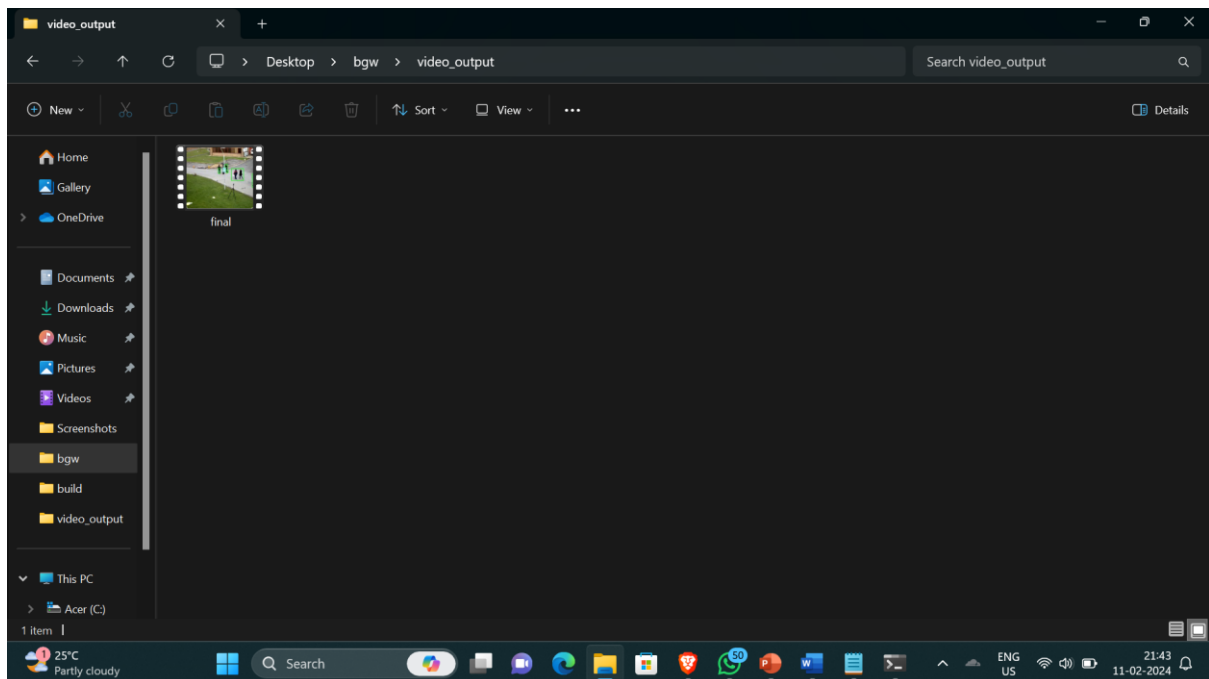 video_output
Desktop > bgw > video_output
Search video_output
New
Sort
View
Details
Home
Gallery
OneDrive
Documents
Downloads
Music
Pictures
Videos
Screenshots
bgw
build
video_output
This PC
Acer (C:)
final
1 item
1
25°C
Partly cloudy
Search
50
ENG
US
21:43
11-02-2024